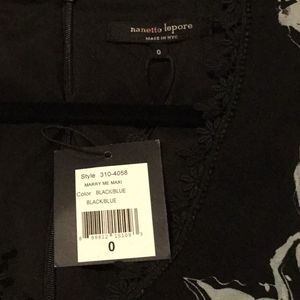 nanette lepore
MADE IN NYC
0
Style 310-4058
MARRY ME MAXI
Color BLACK/BLUE
BLACK/BLUE
0